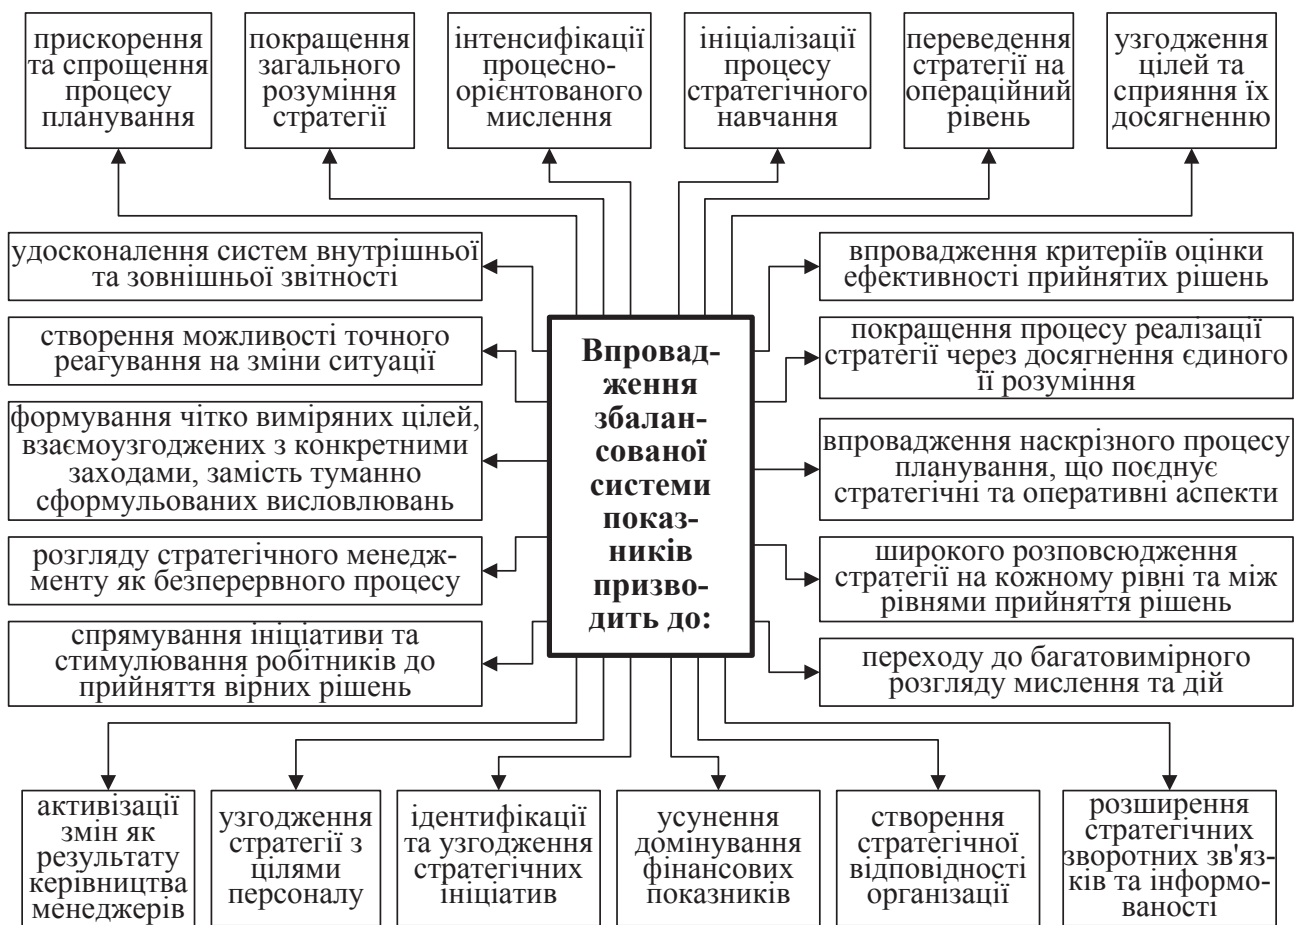 прискорення
та спрощення
процесу
планування
покращення
загального
розуміння
стратегії
інтенсифікації
процесно-
орієнтованого
мислення
ініціалізації
процесу
стратегічного
навчання
переведення
стратегії на
операційний
рівень
узгодження
цілей та
сприяння їх
досягненню
удосконалення систем внутрішньої
та зовнішньої звітності
створення можливості точного
реагування на зміни ситуації
формування чітко виміряних цілей,
взаємоузгоджених з конкретними
заходами, замість туманно
сформульованих висловлювань
розгляду стратегічного менедж-
менту як безперервного процесу
спрямування ініціативи та
стимулювання робітників до
прийняття вірних рішень
Впровад-
ження
збалан-
сованої
системи
показ-
ників
призво-
дить до:
впровадження критеріїв оцінки
ефективності прийнятих рішень
покращення процесу реалізації
стратегії через досягнення єдиного
її розуміння
впровадження наскрізного процесу
планування, що поєднує
стратегічні та оперативні аспекти
широкого розповсюдження
стратегії на кожному рівні та між
рівнями прийняття рішень
переходу до багатовимірного
розгляду мислення та дій
активізації
змін як
результату
керівництва
менеджерів
узгодження
стратегії з
цілями
персоналу
ідентифікації
та узгодження
стратегічних
ініціатив
усунення
домінування
фінансових
показників
створення
стратегічної
відповідності
організації
розширення
стратегічних
зворотних зв'яз-
ків та інформо-
ваності